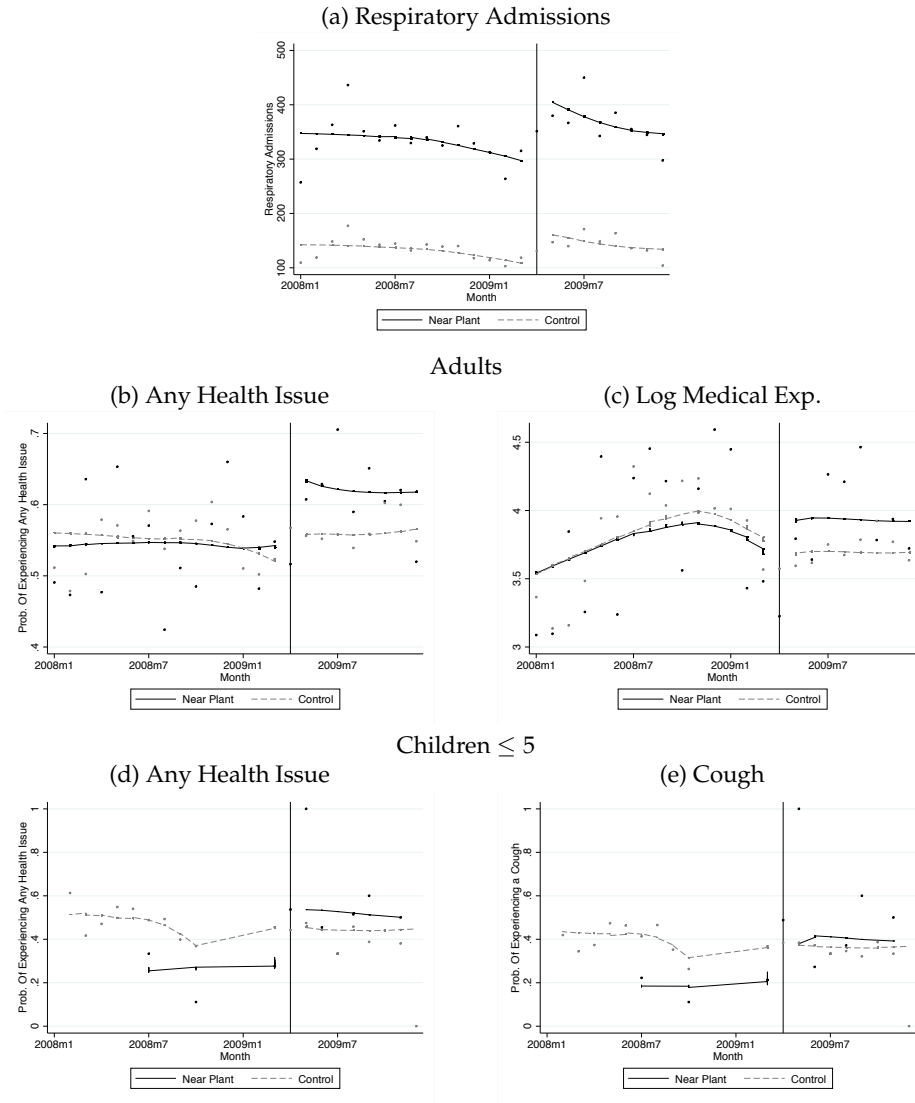 (a) Respiratory Admissions
500
400
300
200
100
Respiratory Admissions
2008m1 2008m7 2009m1 2009m7
Month
Near Plant Control
Adults
(b) Any Health Issue
.7
.6
.5
.4
Prob. Of Experiencing Any Health Issue
2008m1 2008m7 2009m1 2009m7
Month
Near Plant Control
(c) Log Medical Exp.
4.5
4
3.5
3
2008m1 2008m7 2009m1 2009m7
Month
Near Plant Control
Children ≤ 5
(d) Any Health Issue
1
.8
.6
.4
.2
0
Prob. Of Experiencing Any Health Issue
2008m1 2008m7 2009m1 2009m7
Month
Near Plant Control
(e) Cough
1
.8
.6
.4
.2
0
Prob. Of Experiencing a Cough
2008m1 2008m7 2009m1 2009m7
Month
Near Plant Control